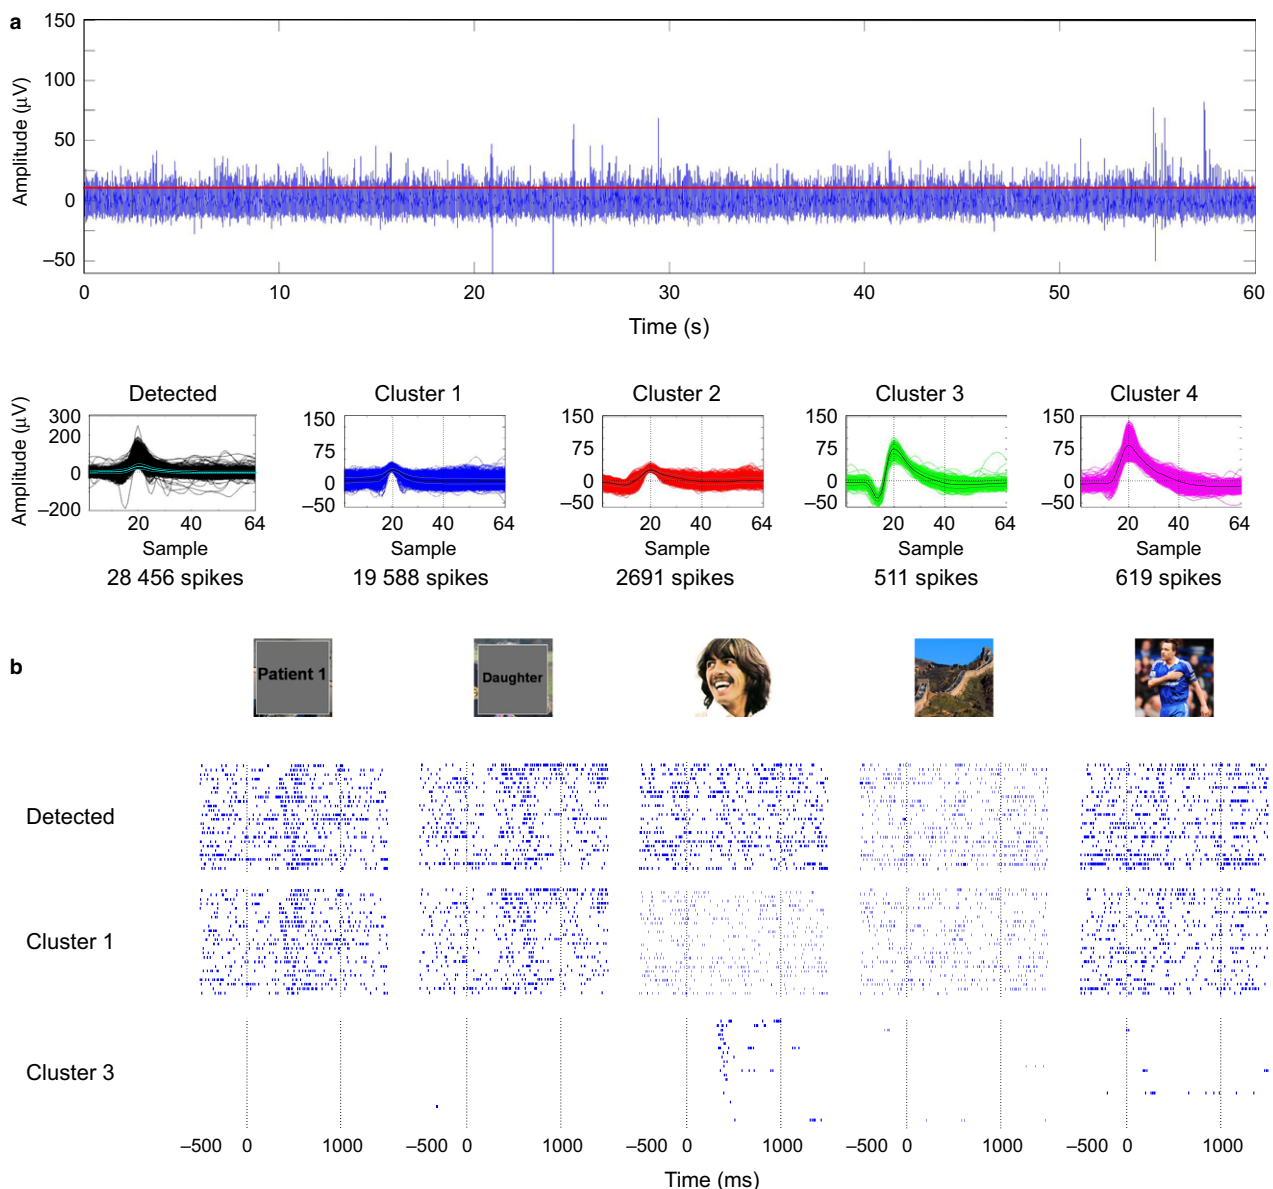 a
150
100
50
0
–50
Amplitude (μV)
0 10 20 30 40 50 60
Time (s)
Detected Cluster 1 Cluster 2 Cluster 3 Cluster 4
Amplitude (μV)
300
200
0
–200
20 40 64
Sample
28 456 spikes
150
75
0
–50
20 40 64
Sample
19 588 spikes
150
75
0
–50
20 40 64
Sample
2691 spikes
150
75
0
–50
20 40 64
Sample
511 spikes
150
75
0
–50
20 40 64
Sample
619 spikes
b
Patient 1
Daughter
Detected
Cluster 1
Cluster 3
–500 0 1000 –500 0 1000 –500 0 1000 –500 0 1000 –500 0 1000
Time (ms)